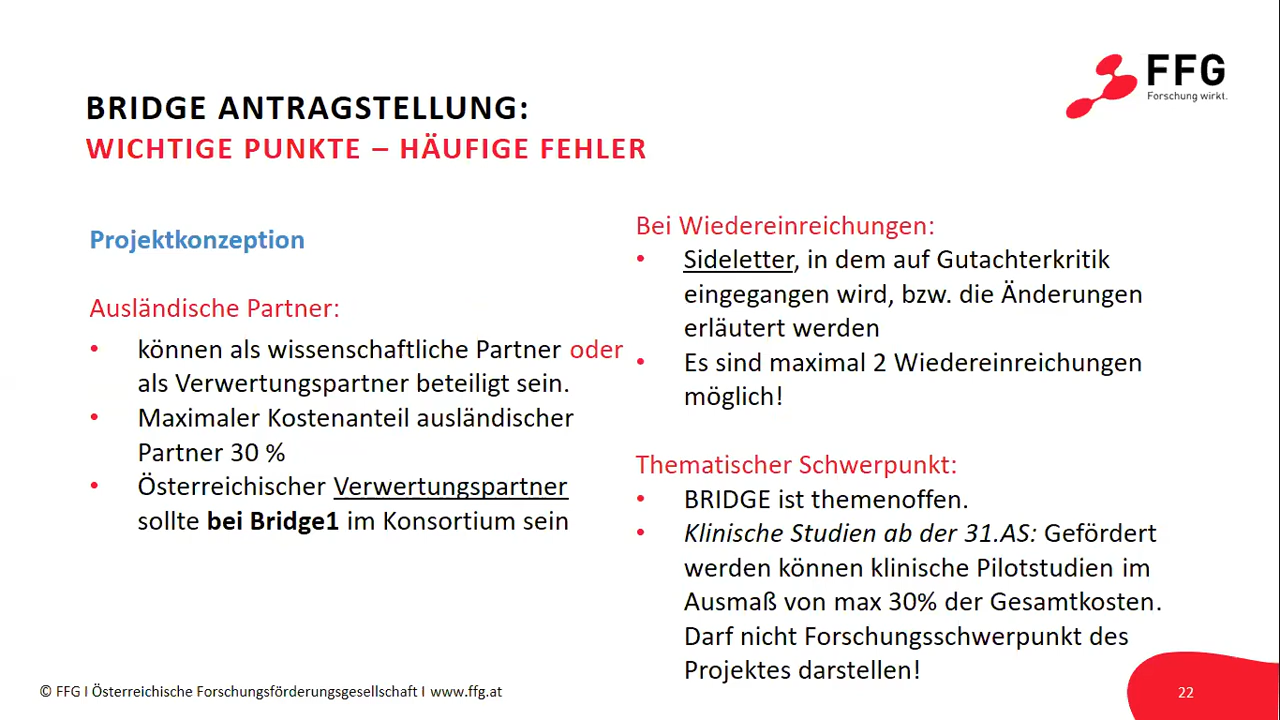 FFG
Forschung wirkt.
BRIDGE ANTRAGSTELLUNG:
WICHTIGE PUNKTE – HÄUFIGE FEHLER
Projektkonzeption
Ausländische Partner:
• können als wissenschaftliche Partner oder
als Verwertungspartner beteiligt sein.
• Maximaler Kostenanteil ausländischer
Partner 30 %
• Österreichischer Verwertungspartner
sollte bei Bridge1 im Konsortium sein
Bei Wiedereinreichungen:
• Sideletter, in dem auf Gutachterkritik
eingegangen wird, bzw. die Änderungen
erläutert werden
• Es sind maximal 2 Wiedereinreichungen
möglich!
Thematischer Schwerpunkt:
• BRIDGE ist themenoffen.
• Klinische Studien ab der 31.AS: Gefördert
werden können klinische Pilotstudien im
Ausmaß von max 30% der Gesamtkosten.
Darf nicht Forschungsschwerpunkt des
Projektes darstellen!
© FFG I Österreichische Forschungsförderungsgesellschaft I www.ffg.at
22